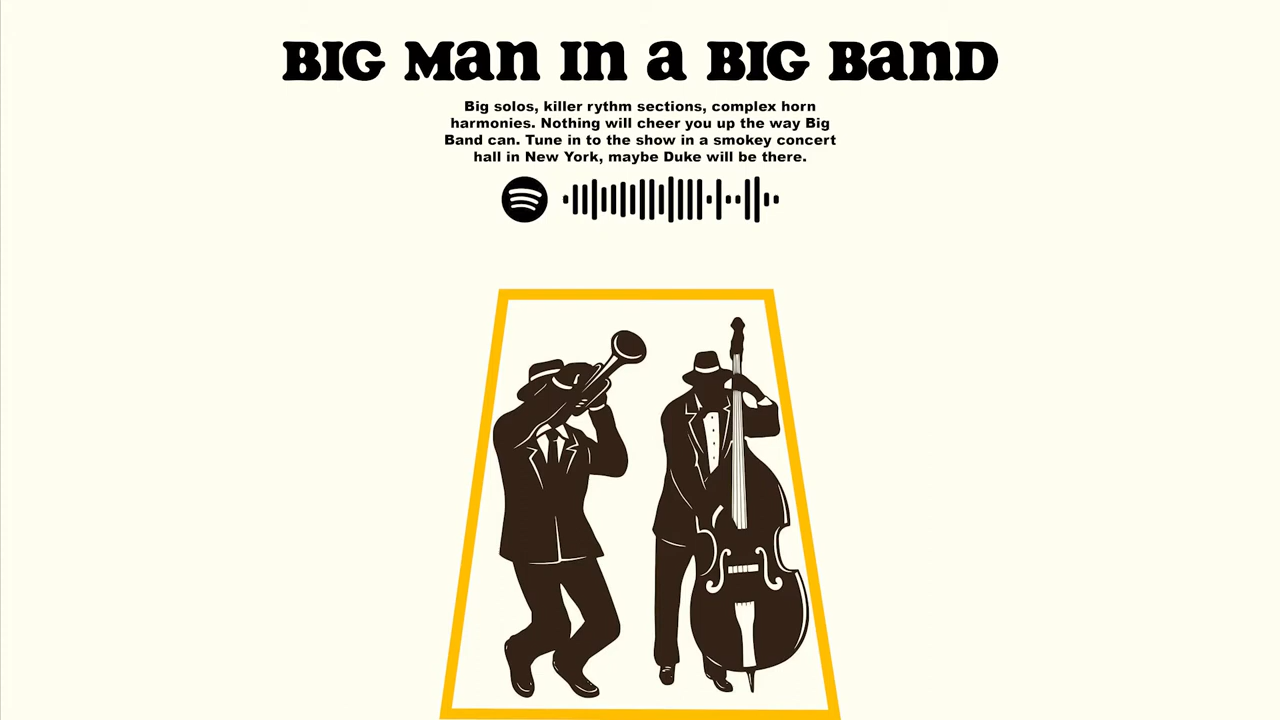 BIG Man In a BIG Band
Big solos, killer rythm sections, complex horn
harmonies. Nothing will cheer you up the way Big
Band can. Tune in to the show in a smokey concert
hall in New York, maybe Duke will be there.